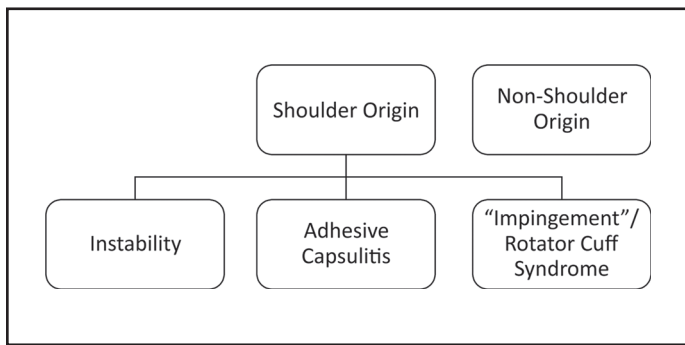 Shoulder Origin
Non-Shoulder
Origin
Instability
Adhesive
Capsulitis
“Impingement”/
Rotator Cuff
Syndrome